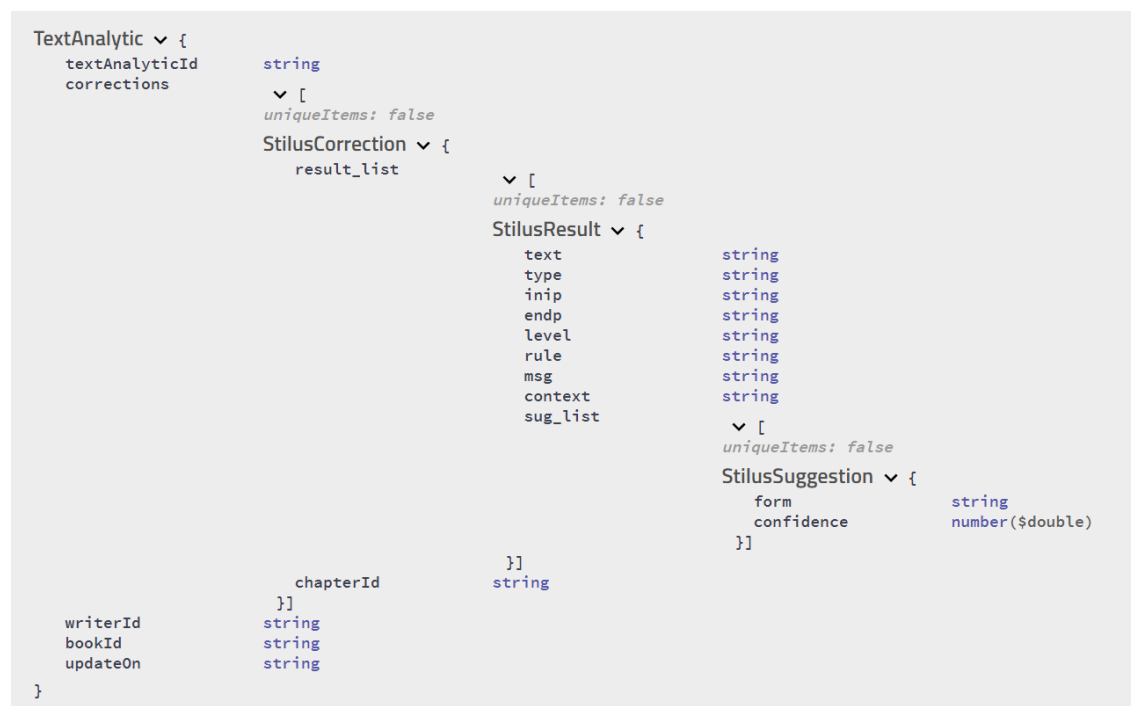 TextAnalytic {
textAnalyticId string
corrections
[
uniqueItems: false
StilusCorrection {
result_list
[
uniqueItems: false
StilusResult {
text string
type string
inip string
endp string
level string
rule string
msg string
context string
sug_list
[
uniqueItems: false
StilusSuggestion {
form string
confidence number($double)
}]
}]
chapterId string
}]
writerId string
bookId string
updateOn string
}